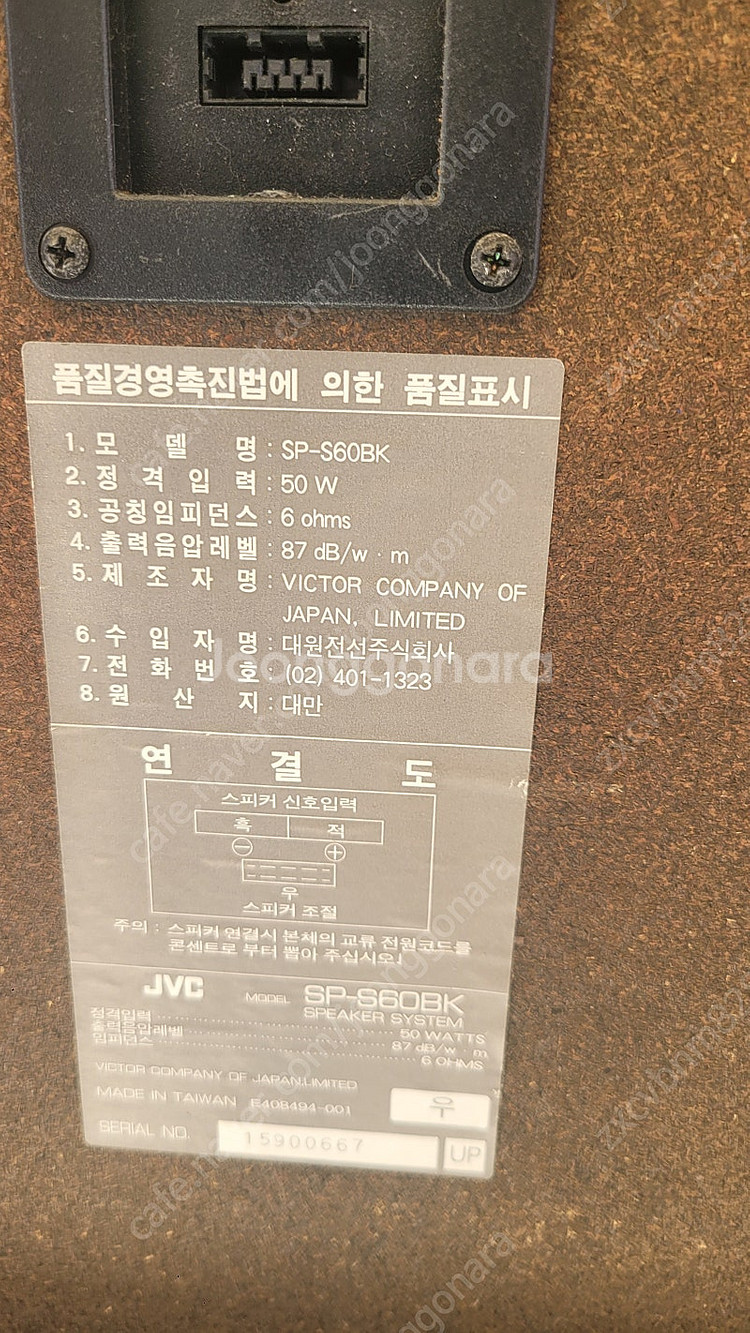 품질경영촉진법에 의한 품질표시
1. 모 델 명 : SP-S60BK
2. 정 격 입 력 : 50 W
3. 공칭임피던스 : 6 ohms
4. 출력음압레벨 : 87 dB/w · m
5. 제 조 자 명 : VICTOR COMPANY OF
JAPAN, LIMITED
6. 수 입 자 명 : 대원전선주식회사
7. 전 화 번 호 : (02) 401-1323
8. 원 산 지 : 대만
Joonggonara
연 결 도
스피커 신호입력
흑 적
⊖ ⊕
우
스피커 조절
주의 : 스피커 연결시 본체의 교류 전원코드를
콘센트로 부터 뽑아 주십시오!
JVC MODEL SP-S60BK
SPEAKER SYSTEM
정격입력 50 WATTS
출력음압레벨 87 dB/w · m
임피던스 6 OHMS
VICTOR COMPANY OF JAPAN,LIMITED
MADE IN TAIWAN E408494-001 우
SERIAL NO. 15900667 UP